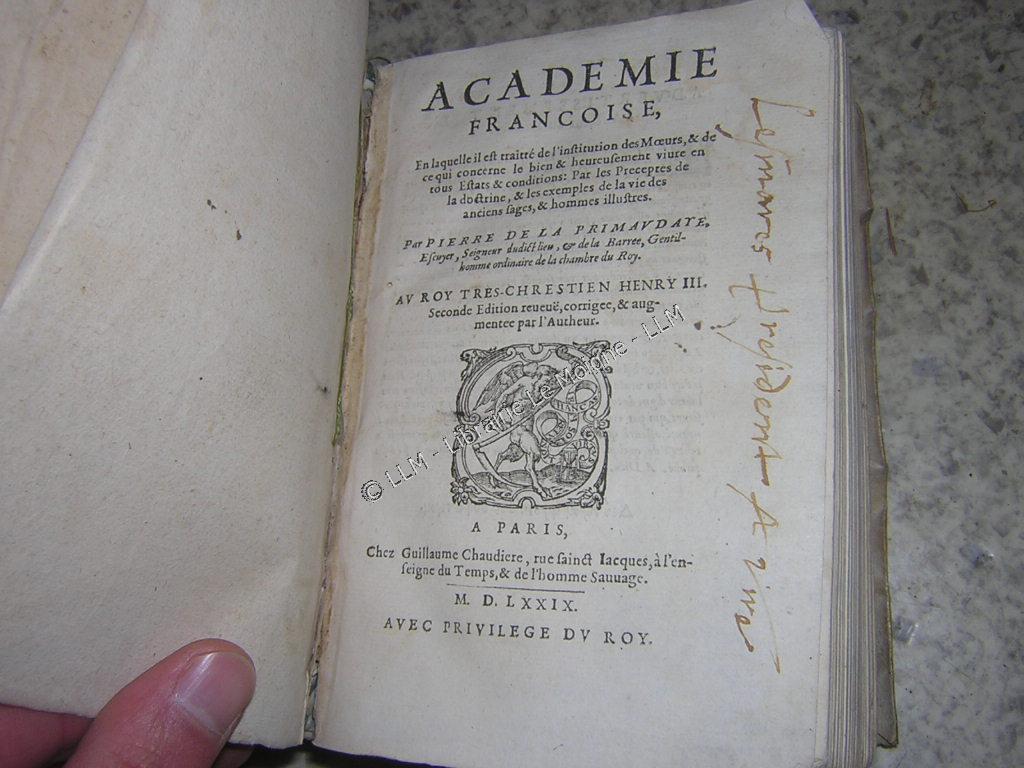 ACADEMIE
FRANCOISE,
En laquelle il est traitté de l'institution des Mœurs, & de
ce qui concerne le bien & heureusement viure en
tous Estats & conditions: Par les Preceptes de
la doctrine, & les exemples de la vie des
anciens sages, & hommes illustres.
Par PIERRE DE LA PRIMAVDAYE,
Escuyer, Seigneur dudict lieu, & de la Barree, Gentil-
homme ordinaire de la chambre du Roy.
AV ROY TRES-CHRESTIEN HENRY III.
Seconde Edition reueuë, corrigee, & aug-
mentee par l'Autheur.
© LLM - Librairie Le Molone - LLM
A PARIS,
Chez Guillaume Chaudiere, rue sainct Iacques, à l'en-
seigne du Temps, & de l'homme Sauuage.
M. D. LXXIX.
AVEC PRIVILEGE DV ROY.